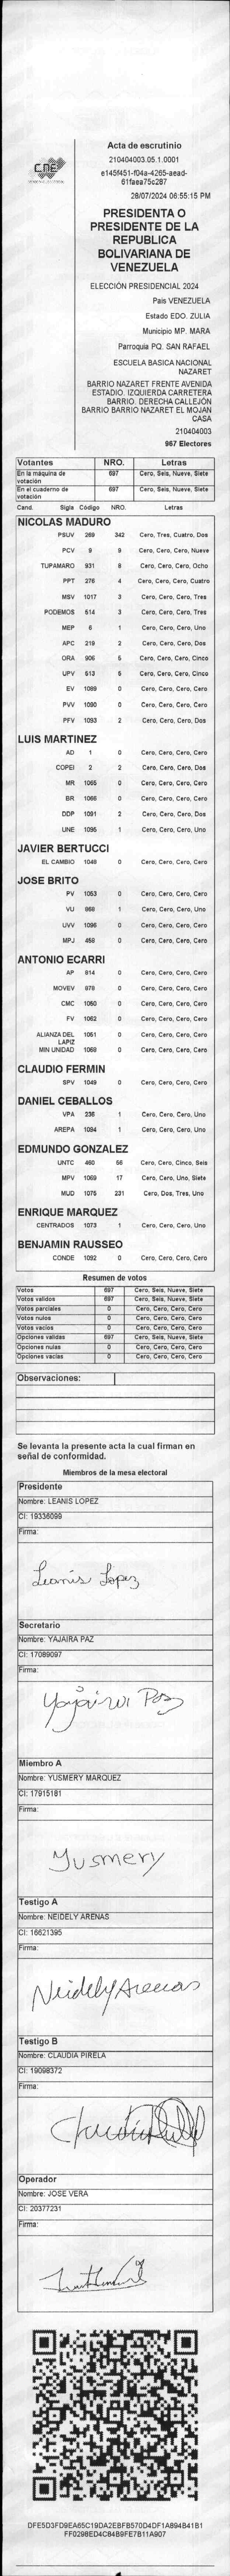 CNE
Acta de escrutinio
210404003.05.1.0001
e145f451-f04a-4265-aead-
61faea75c287
28/07/2024 06:55:15 PM
PRESIDENTA O
PRESIDENTE DE LA
REPUBLICA
BOLIVARIANA DE
VENEZUELA
ELECCIÓN PRESIDENCIAL 2024
Pais VENEZUELA
Estado EDO. ZULIA
Municipio MP. MARA
Parroquia PQ. SAN RAFAEL
ESCUELA BASICA NACIONAL
NAZARET
BARRIO NAZARET FRENTE AVENIDA
ESTADIO. IZQUIERDA CARRETERA
BARRIO. DERECHA CALLEJÓN
BARRIO BARRIO NAZARET EL MOJAN
CASA
210404003
967 Electores
Votantes NRO. Letras
En la máquina de votación 697 Cero, Seis, Nueve, Siete
En el cuaderno de votación 697 Cero, Seis, Nueve, Siete
Cand. Sigla Código NRO. Letras
NICOLAS MADURO
PSUV 269 342 Cero, Tres, Cuatro, Dos
PCV 9 9 Cero, Cero, Cero, Nueve
TUPAMARO 931 8 Cero, Cero, Cero, Ocho
PPT 276 4 Cero, Cero, Cero, Cuatro
MSV 1017 3 Cero, Cero, Cero, Tres
PODEMOS 514 3 Cero, Cero, Cero, Tres
MEP 6 1 Cero, Cero, Cero, Uno
APC 219 2 Cero, Cero, Cero, Dos
ORA 906 5 Cero, Cero, Cero, Cinco
UPV 513 5 Cero, Cero, Cero, Cinco
EV 1089 0 Cero, Cero, Cero, Cero
PVV 1090 0 Cero, Cero, Cero, Cero
PFV 1093 2 Cero, Cero, Cero, Dos
LUIS MARTINEZ
AD 1 0 Cero, Cero, Cero, Cero
COPEI 2 2 Cero, Cero, Cero, Dos
MR 1065 0 Cero, Cero, Cero, Cero
BR 1066 0 Cero, Cero, Cero, Cero
DDP 1091 2 Cero, Cero, Cero, Dos
UNE 1095 1 Cero, Cero, Cero, Uno
JAVIER BERTUCCI
EL CAMBIO 1048 0 Cero, Cero, Cero, Cero
JOSE BRITO
PV 1053 0 Cero, Cero, Cero, Cero
VU 868 1 Cero, Cero, Cero, Uno
UVV 1096 0 Cero, Cero, Cero, Cero
MPJ 458 0 Cero, Cero, Cero, Cero
ANTONIO ECARRI
AP 814 0 Cero, Cero, Cero, Cero
MOVEV 979 0 Cero, Cero, Cero, Cero
CMC 1050 0 Cero, Cero, Cero, Cero
FV 1052 0 Cero, Cero, Cero, Cero
ALIANZA DEL LAPIZ 1051 0 Cero, Cero, Cero, Cero
MIN UNIDAD 1069 0 Cero, Cero, Cero, Cero
CLAUDIO FERMIN
SPV 1049 0 Cero, Cero, Cero, Cero
DANIEL CEBALLOS
VPA 236 1 Cero, Cero, Cero, Uno
AREPA 1084 1 Cero, Cero, Cero, Uno
EDMUNDO GONZALEZ
UNTC 460 56 Cero, Cero, Cinco, Seis
MPV 1069 17 Cero, Cero, Uno, Siete
MUD 1075 231 Cero, Dos, Tres, Uno
ENRIQUE MARQUEZ
CENTRADOS 1073 1 Cero, Cero, Cero, Uno
BENJAMIN RAUSSEO
CONDE 1092 0 Cero, Cero, Cero, Cero
Resumen de votos
Votos 697 Cero, Seis, Nueve, Siete
Votos validos 697 Cero, Seis, Nueve, Siete
Votos parciales 0 Cero, Cero, Cero, Cero
Votos nulos 0 Cero, Cero, Cero, Cero
Votos vacios 0 Cero, Cero, Cero, Cero
Opciones validas 697 Cero, Seis, Nueve, Siete
Opciones nulas 0 Cero, Cero, Cero, Cero
Opciones vacias 0 Cero, Cero, Cero, Cero
Observaciones:
Se levanta la presente acta la cual firman en
señal de conformidad.
Miembros de la mesa electoral
Presidente
Nombre: LEANIS LOPEZ
CI: 19336099
Firma:
Leanis Lopez
Secretario
Nombre: YAJAIRA PAZ
CI: 17089097
Firma:
Yajaira Paz
Miembro A
Nombre: YUSMERY MARQUEZ
CI: 17915181
Firma:
Yusmery
Testigo A
Nombre: NEIDELY ARENAS
CI: 16621395
Firma:
Neidely Arenas
Testigo B
Nombre: CLAUDIA PIRELA
CI: 19098372
Firma:
Operador
Nombre: JOSE VERA
CI: 20377231
Firma:
DFE5D3FD9EA65C19DA2EBFB570D4DF1A894B41B1
FF0298ED4C84B9FE7B11A907